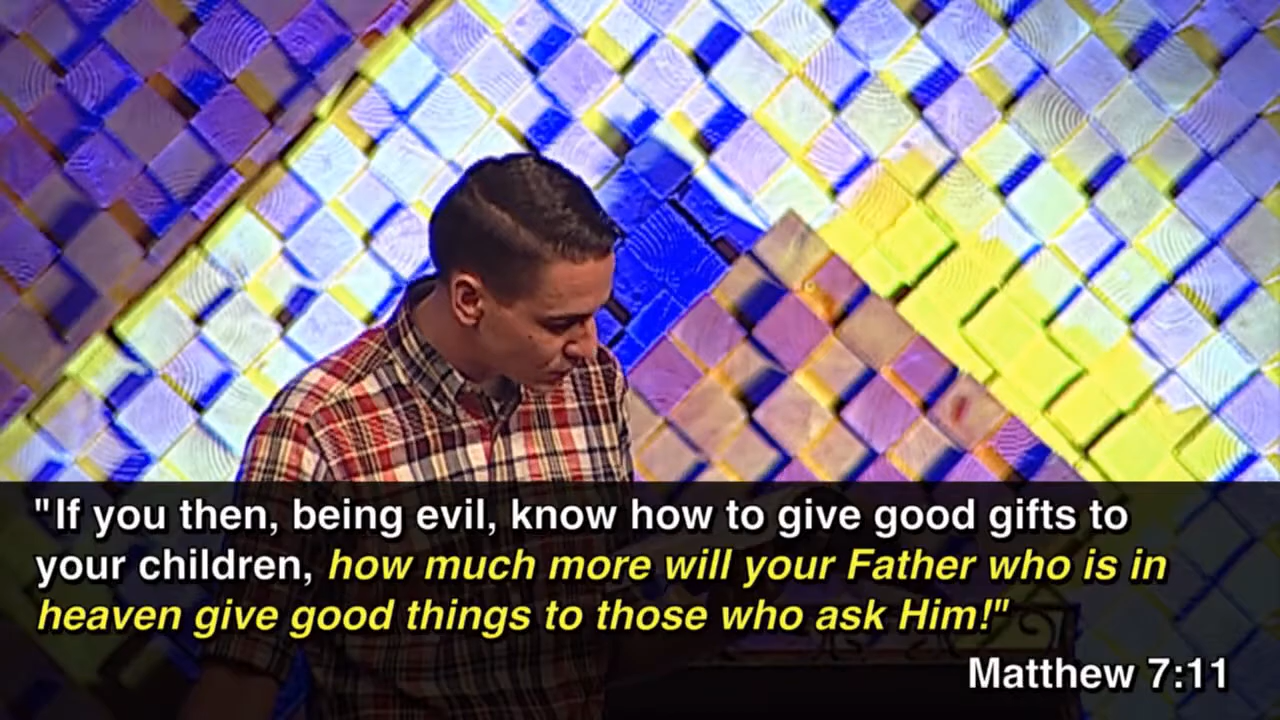 "If you then, being evil, know how to give good gifts to
your children, how much more will your Father who is in
heaven give good things to those who ask Him!"
Matthew 7:11